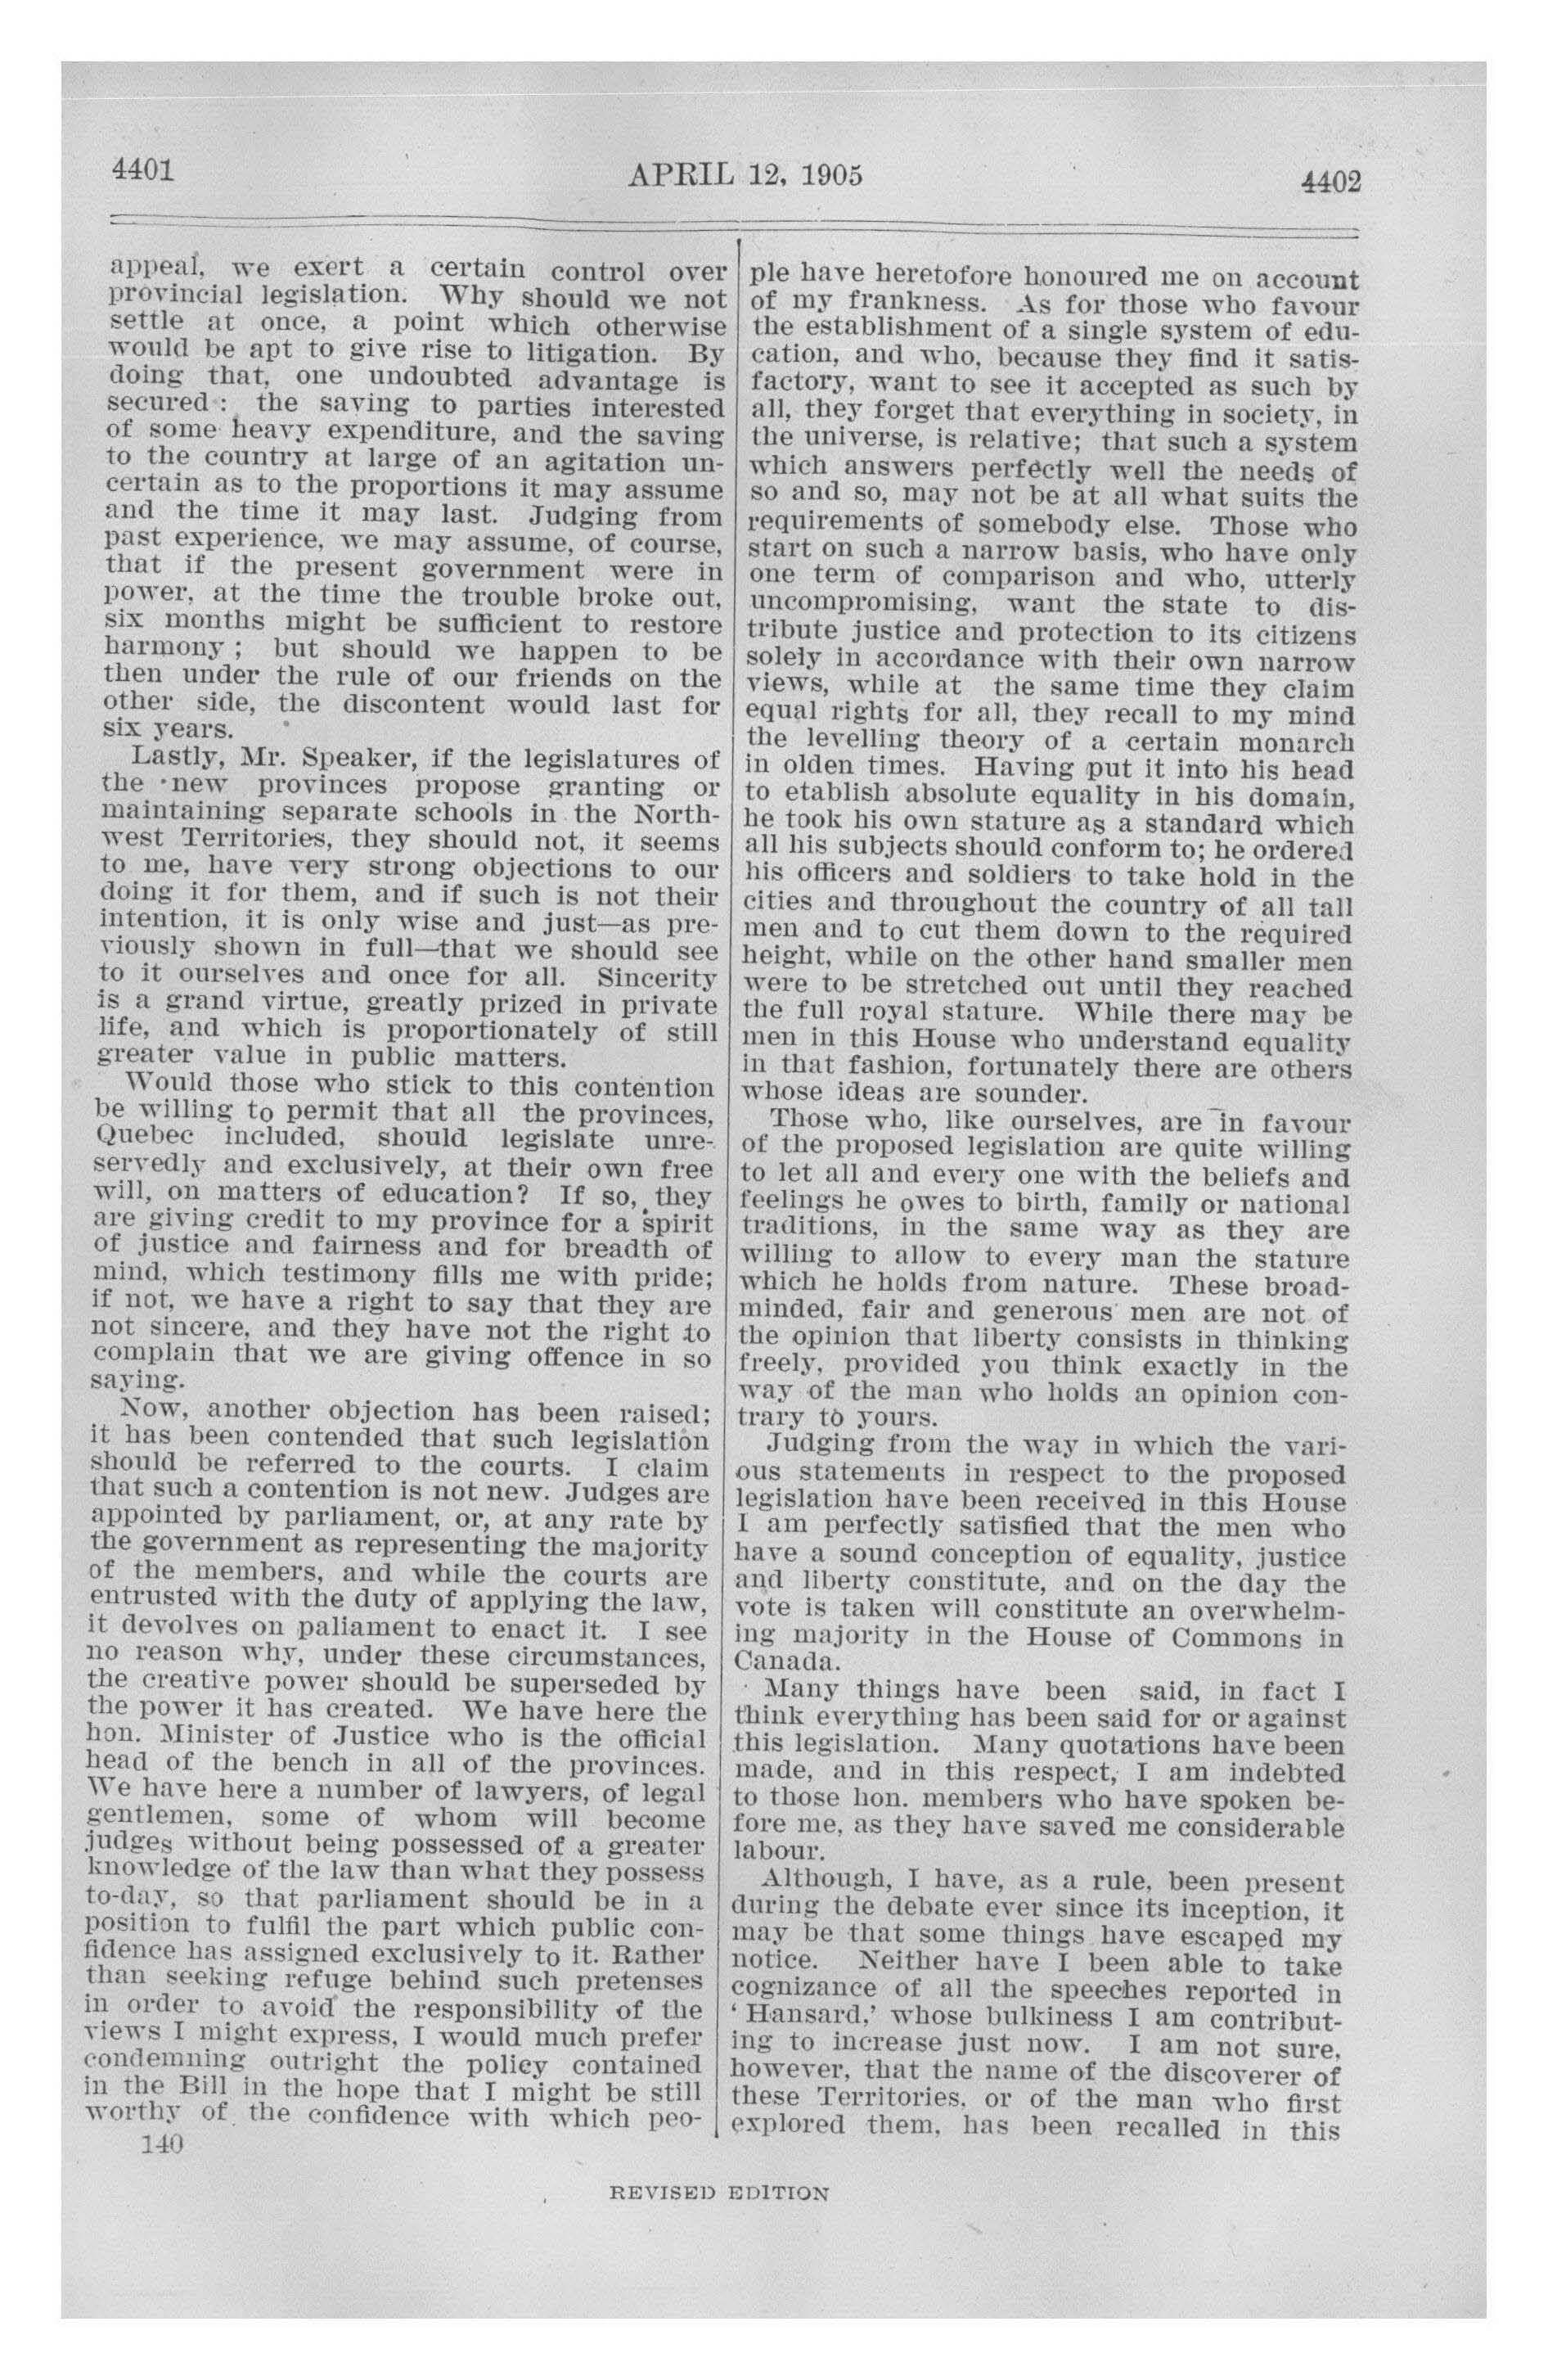 4401
APRIL 12, 1905
4402
appeal, we exert a certain control over
provincial legislation. Why should we not
settle at once, a point which otherwise
would be apt to give rise to litigation. By
doing that, one undoubted advantage is
secured : the saving to parties interested
of some heavy expenditure, and the saving
to the country at large of an agitation un-
certain as to the proportions it may assume
and the time it may last. Judging from
past experience, we may assume, of course,
that if the present government were in
power, at the time the trouble broke out,
six months might be sufficient to restore
harmony ; but should we happen to be
then under the rule of our friends on the
other side, the discontent would last for
six years.
Lastly, Mr. Speaker, if the legislatures of
the new provinces propose granting or
maintaining separate schools in the North-
west Territories, they should not, it seems
to me, have very strong objections to our
doing it for them, and if such is not their
intention, it is only wise and just—as pre-
viously shown in full—that we should see
to it ourselves and once for all. Sincerity
is a grand virtue, greatly prized in private
life, and which is proportionately of still
greater value in public matters.
Would those who stick to this contention
be willing to permit that all the provinces,
Quebec included, should legislate unre-
servedly and exclusively, at their own free
will, on matters of education? If so, they
are giving credit to my province for a spirit
of justice and fairness and for breadth of
mind, which testimony fills me with pride;
if not, we have a right to say that they are
not sincere, and they have not the right to
complain that we are giving offence in so
saying.
Now, another objection has been raised;
it has been contended that such legislation
should be referred to the courts. I claim
that such a contention is not new. Judges are
appointed by parliament, or, at any rate by
the government as representing the majority
of the members, and while the courts are
entrusted with the duty of applying the law,
it devolves on paliament to enact it. I see
no reason why, under these circumstances,
the creative power should be superseded by
the power it has created. We have here the
hon. Minister of Justice who is the official
head of the bench in all of the provinces.
We have here a number of lawyers, of legal
gentlemen, some of whom will become
judges without being possessed of a greater
knowledge of the law than what they possess
to-day, so that parliament should be in a
position to fulfil the part which public con-
fidence has assigned exclusively to it. Rather
than seeking refuge behind such pretenses
in order to avoid the responsibility of the
views I might express, I would much prefer
condemning outright the policy contained
in the Bill in the hope that I might be still
worthy of the confidence with which peo-
140
ple have heretofore honoured me on account
of my frankness. As for those who favour
the establishment of a single system of edu-
cation, and who, because they find it satis-
factory, want to see it accepted as such by
all, they forget that everything in society, in
the universe, is relative; that such a system
which answers perfectly well the needs of
so and so, may not be at all what suits the
requirements of somebody else. Those who
start on such a narrow basis, who have only
one term of comparison and who, utterly
uncompromising, want the state to dis-
tribute justice and protection to its citizens
solely in accordance with their own narrow
views, while at the same time they claim
equal rights for all, they recall to my mind
the levelling theory of a certain monarch
in olden times. Having put it into his head
to etablish absolute equality in his domain,
he took his own stature as a standard which
all his subjects should conform to; he ordered
his officers and soldiers to take hold in the
cities and throughout the country of all tall
men and to cut them down to the required
height, while on the other hand smaller men
were to be stretched out until they reached
the full royal stature. While there may be
men in this House who understand equality
in that fashion, fortunately there are others
whose ideas are sounder.
Those who, like ourselves, are in favour
of the proposed legislation are quite willing
to let all and every one with the beliefs and
feelings he owes to birth, family or national
traditions, in the same way as they are
willing to allow to every man the stature
which he holds from nature. These broad-
minded, fair and generous men are not of
the opinion that liberty consists in thinking
freely, provided you think exactly in the
way of the man who holds an opinion con-
trary to yours.
Judging from the way in which the vari-
ous statements in respect to the proposed
legislation have been received in this House
I am perfectly satisfied that the men who
have a sound conception of equality, justice
and liberty constitute, and on the day the
vote is taken will constitute an overwhelm-
ing majority in the House of Commons in
Canada.
Many things have been said, in fact I
think everything has been said for or against
this legislation. Many quotations have been
made, and in this respect, I am indebted
to those hon. members who have spoken be-
fore me, as they have saved me considerable
labour.
Although, I have, as a rule, been present
during the debate ever since its inception, it
may be that some things have escaped my
notice. Neither have I been able to take
cognizance of all the speeches reported in
' Hansard,' whose bulkiness I am contribut-
ing to increase just now. I am not sure,
however, that the name of the discoverer of
these Territories, or of the man who first
explored them, has been recalled in this
REVISED EDITION